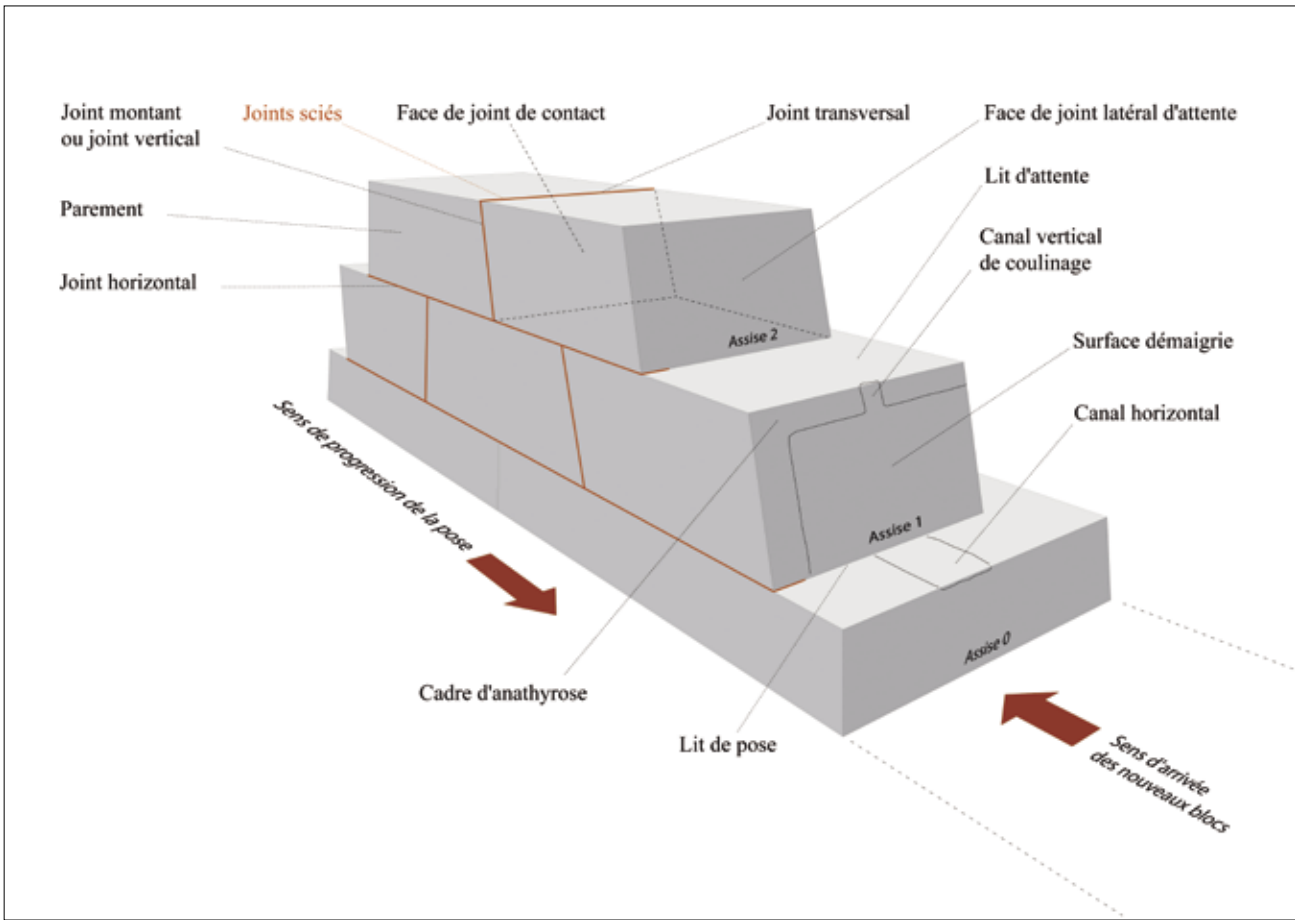 Joint montant
ou joint vertical
Joints sciés
Face de joint de contact
Joint transversal
Face de joint latéral d'attente
Lit d'attente
Parement
Canal vertical
de coulinage
Joint horizontal
Assise 2
Surface démaigrie
Canal horizontal
Sens de progression de la pose
Assise 1
Assise 0
Cadre d'anathyrose
Lit de pose
Sens d'arrivée
des nouveaux blocs